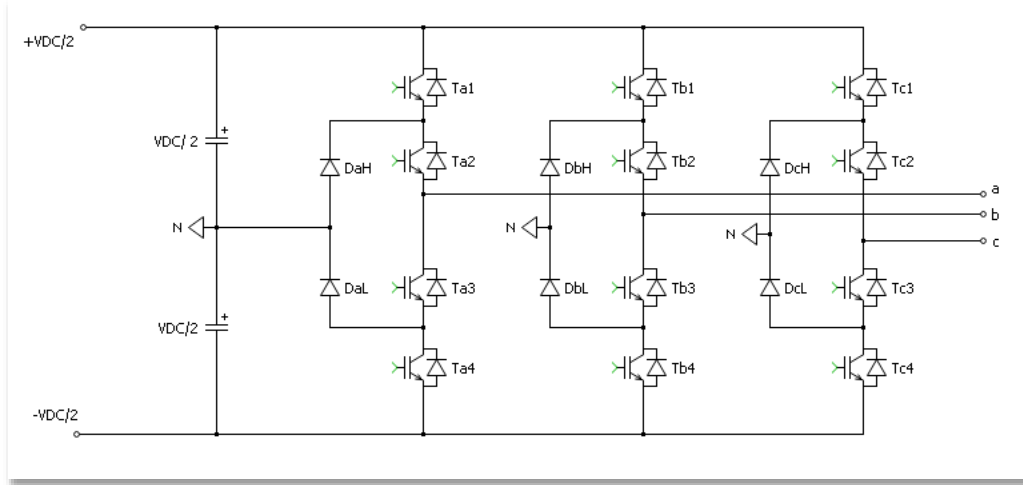 +VDC/2
Ta1 Tb1 Tc1
VDC/ 2
DaH Ta2 DbH Tb2 DcH Tc2
a
b
N N N
c
DaL Ta3 DbL Tb3 DcL Tc3
VDC/2
Ta4 Tb4 Tc4
-VDC/2